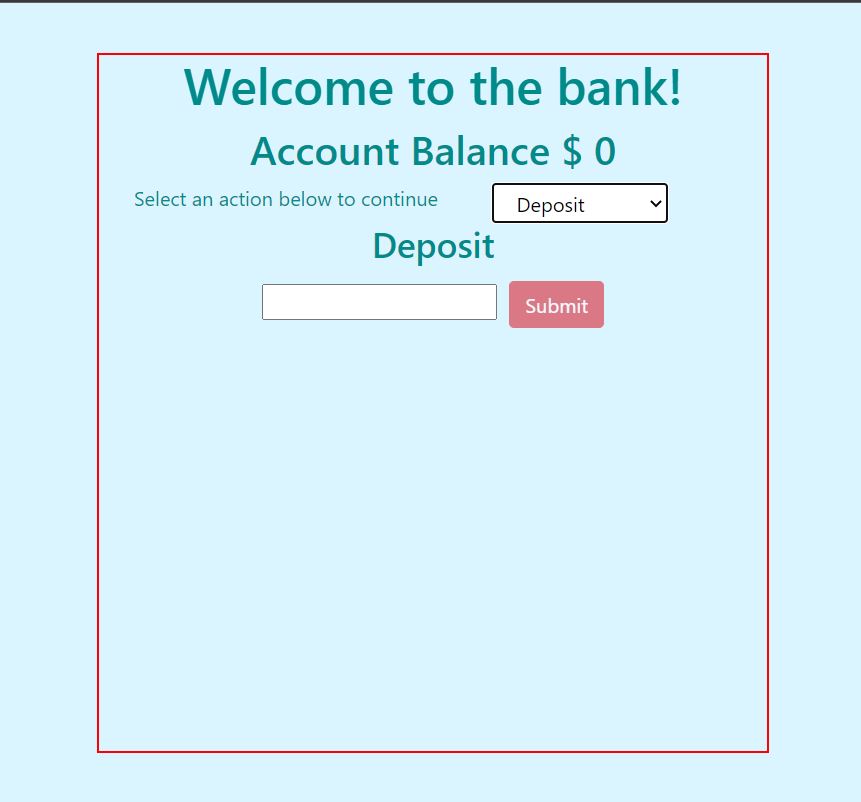 Welcome to the bank!
Account Balance $ 0
Select an action below to continue Deposit
Deposit
Submit